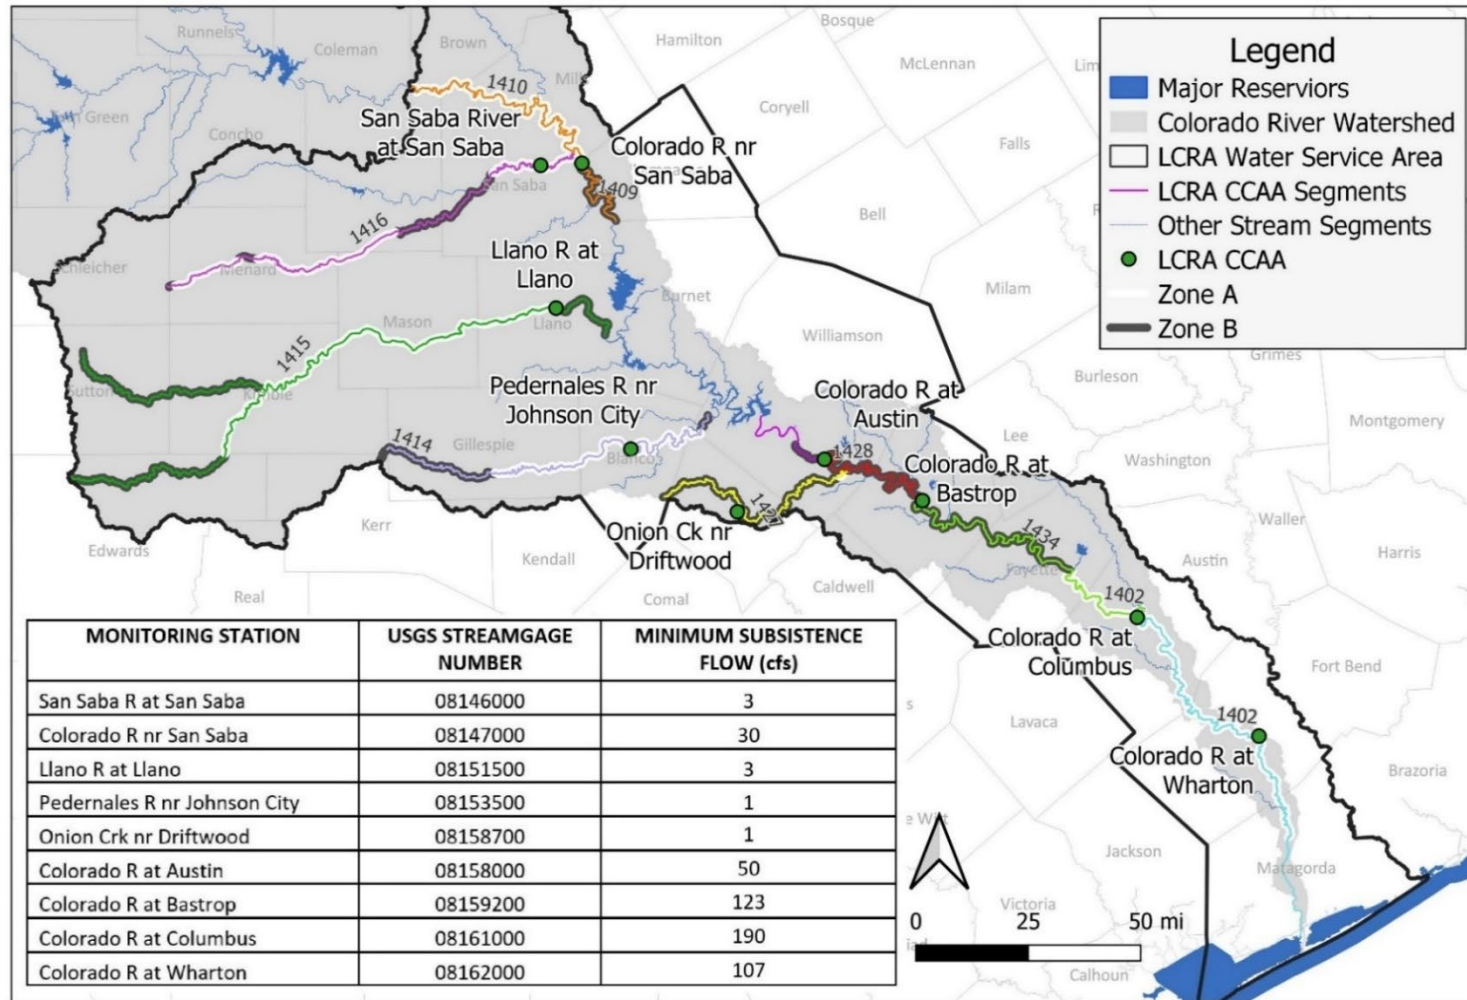 Bosque
Runnels
Coleman
Brown
Hamilton
McLennan
Coryell
Falls
Concho
Bell
Milam
Menard
San Saba
Mason
Llano
Burnet
Williamson
Grimes
Burleson
Montgomery
Lee
Washington
Gillespie
Blanco
Kerr
Kendall
Edwards
Real
Comal
Caldwell
Fayette
Waller
Austin
Harris
Fort Bend
Lavaca
Brazoria
Jackson
Matagorda
Victoria
Calhoun
1410
San Saba River
at San Saba
Colorado R nr
San Saba
1409
1416
Llano R at
Llano
1415
Pedernales R nr
Johnson City
1414
Colorado R at
Austin
1428
Colorado R at
Bastrop
1427
Onion Ck nr
Driftwood
1434
1402
Colorado R at
Columbus
1402
Colorado R at
Wharton
Legend
Major Reserviors
Colorado River Watershed
LCRA Water Service Area
LCRA CCAA Segments
Other Stream Segments
LCRA CCAA
Zone A
Zone B
MONITORING STATION USGS STREAMGAGE NUMBER MINIMUM SUBSISTENCE FLOW (cfs)
San Saba R at San Saba 08146000 3
Colorado R nr San Saba 08147000 30
Llano R at Llano 08151500 3
Pedernales R nr Johnson City 08153500 1
Onion Crk nr Driftwood 08158700 1
Colorado R at Austin 08158000 50
Colorado R at Bastrop 08159200 123
Colorado R at Columbus 08161000 190
Colorado R at Wharton 08162000 107
0 25 50 mi